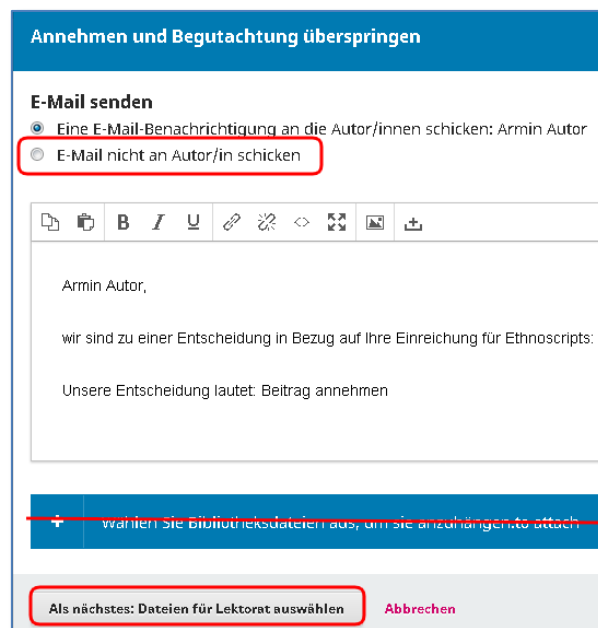 Annehmen und Begutachtung überspringen
E-Mail senden
Eine E-Mail-Benachrichtigung an die Autor/innen schicken: Armin Autor
E-Mail nicht an Autor/in schicken
B I U
Armin Autor,
wir sind zu einer Entscheidung in Bezug auf Ihre Einreichung für Ethnoscripts:
Unsere Entscheidung lautet: Beitrag annehmen
+ Wählen Sie Bibliotheksdateien aus, um sie anzuhängen.to attach
Als nächstes: Dateien für Lektorat auswählen Abbrechen